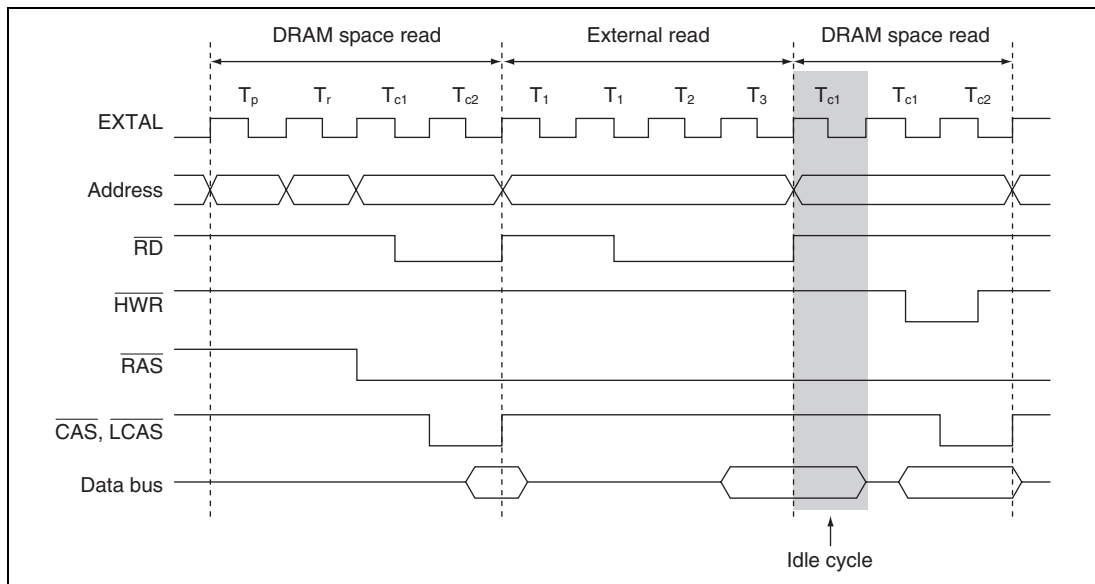 DRAM space read External read DRAM space read
Tp Tr Tc1 Tc2 T1 T1 T2 T3 Tc1 Tc1 Tc2
EXTAL
Address
RD
HWR
RAS
CAS, LCAS
Data bus
Idle cycle